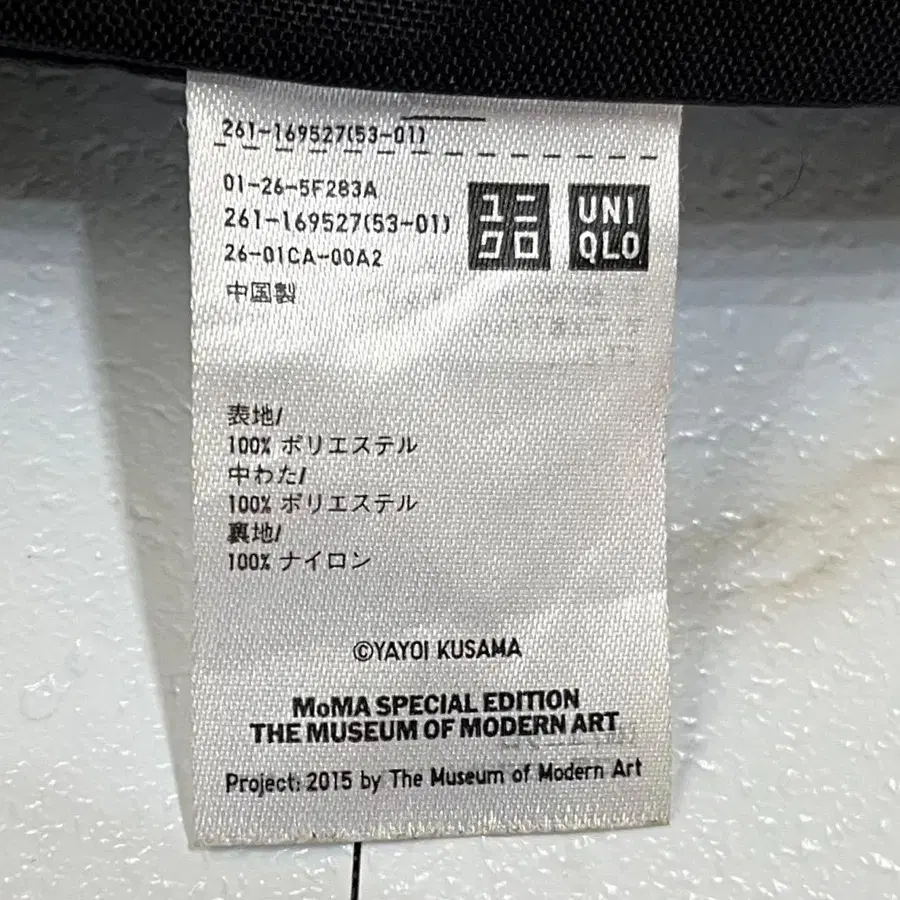 261-169527(53-01)
01-26-5F283A
261-169527(53-01)
26-01CA-00A2
中国製
ユニ
クロ
UNI
QLO
表地/
100% ポリエステル
中わた/
100% ポリエステル
裏地/
100% ナイロン
©YAYOI KUSAMA
MoMA SPECIAL EDITION
THE MUSEUM OF MODERN ART
Project: 2015 by The Museum of Modern Art